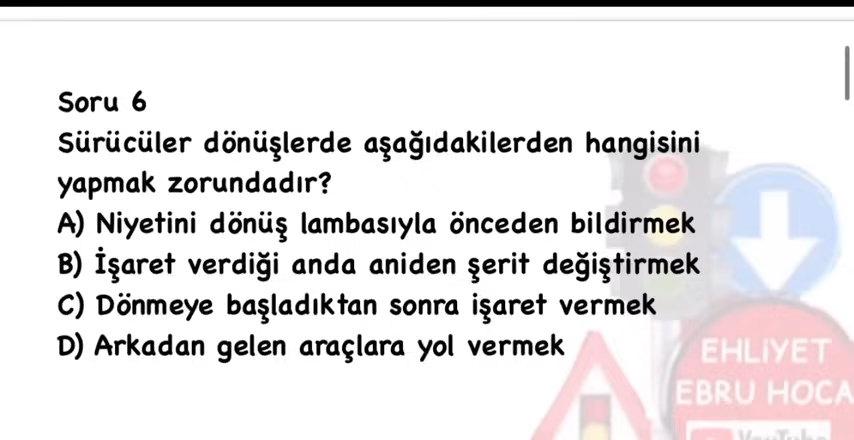 Soru 6
Sürücüler dönüşlerde aşağıdakilerden hangisini
yapmak zorundadır?
A) Niyetini dönüş lambasıyla önceden bildirmek
B) İşaret verdiği anda aniden şerit değiştirmek
C) Dönmeye başladıktan sonra işaret vermek
D) Arkadan gelen araçlara yol vermek
EHLİYET
EBRU HOCA
YouTube